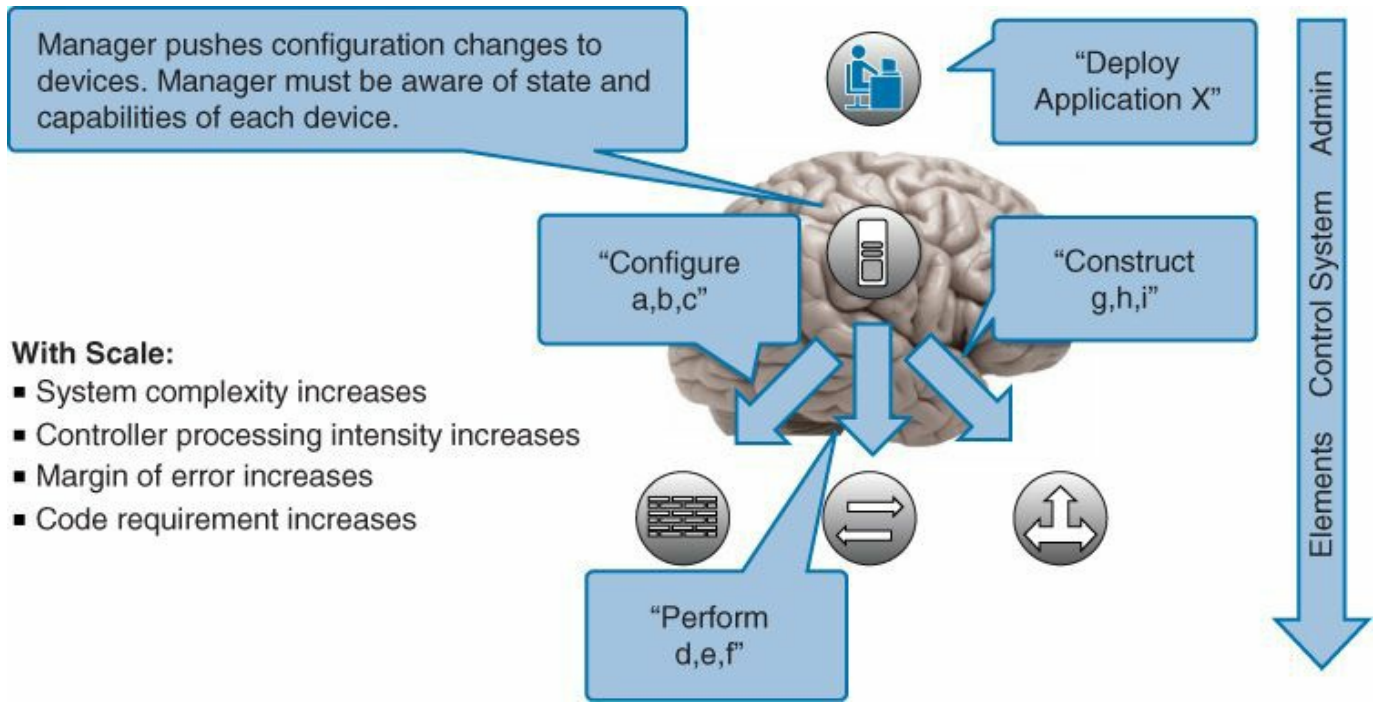 Manager pushes configuration changes to
devices. Manager must be aware of state and
capabilities of each device.
“Deploy
Application X”
“Configure
a,b,c”
“Construct
g,h,i”
With Scale:
▪ System complexity increases
▪ Controller processing intensity increases
▪ Margin of error increases
▪ Code requirement increases
“Perform
d,e,f”
Elements Control System Admin